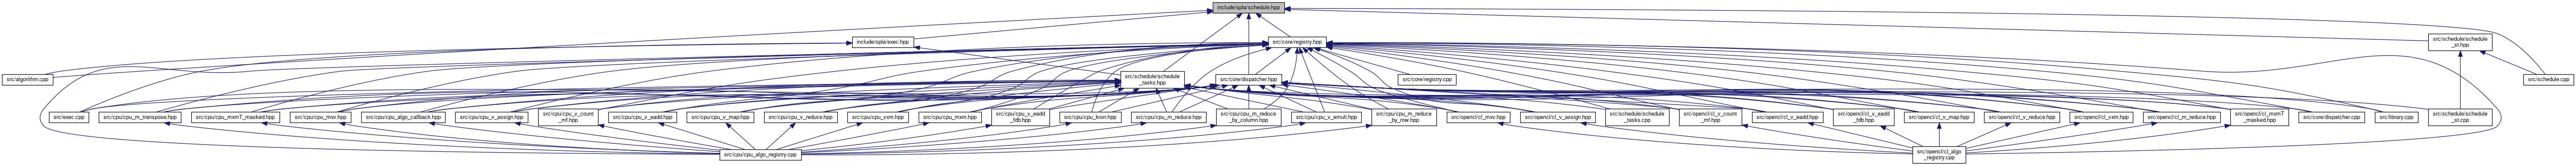 include/spla/schedule.hpp
include/spla/exec.hpp
src/core/registry.hpp
src/schedule/schedule
_st.hpp
src/algorithm.cpp
src/schedule/schedule
_tasks.hpp
src/core/dispatcher.hpp
src/core/registry.cpp
src/schedule.cpp
src/exec.cpp
src/cpu/cpu_m_transpose.hpp
src/cpu/cpu_mxmT_masked.hpp
src/cpu/cpu_mxv.hpp
src/cpu/cpu_algo_callback.hpp
src/cpu/cpu_v_assign.hpp
src/cpu/cpu_v_count
_mf.hpp
src/cpu/cpu_v_eadd.hpp
src/cpu/cpu_v_map.hpp
src/cpu/cpu_v_reduce.hpp
src/cpu/cpu_vxm.hpp
src/cpu/cpu_mxm.hpp
src/cpu/cpu_v_eadd
_fdb.hpp
src/cpu/cpu_kron.hpp
src/cpu/cpu_m_reduce.hpp
src/cpu/cpu_m_reduce
_by_column.hpp
src/cpu/cpu_v_emult.hpp
src/cpu/cpu_m_reduce
_by_row.hpp
src/opencl/cl_mxv.hpp
src/opencl/cl_v_assign.hpp
src/schedule/schedule
_tasks.cpp
src/opencl/cl_v_count
_mf.hpp
src/opencl/cl_v_eadd.hpp
src/opencl/cl_v_eadd
_fdb.hpp
src/opencl/cl_v_map.hpp
src/opencl/cl_v_reduce.hpp
src/opencl/cl_vxm.hpp
src/opencl/cl_m_reduce.hpp
src/opencl/cl_mxmT
_masked.hpp
src/core/dispatcher.cpp
src/library.cpp
src/schedule/schedule
_st.cpp
src/cpu/cpu_algo_registry.cpp
src/opencl/cl_algo
_registry.cpp